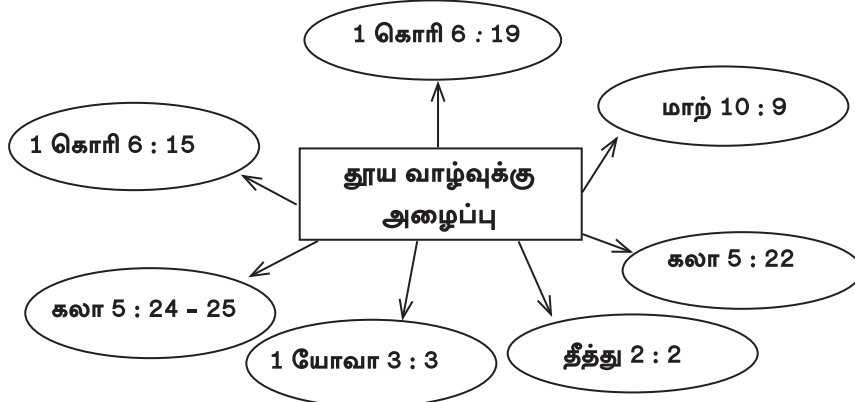 1 கொரி 6 : 19
மாற் 10 : 9
1 கொரி 6 : 15
தூய வாழ்வுக்கு
அழைப்பு
கலா 5 : 22
கலா 5 : 24 - 25
1 யோவா 3 : 3
தீத்து 2 : 2